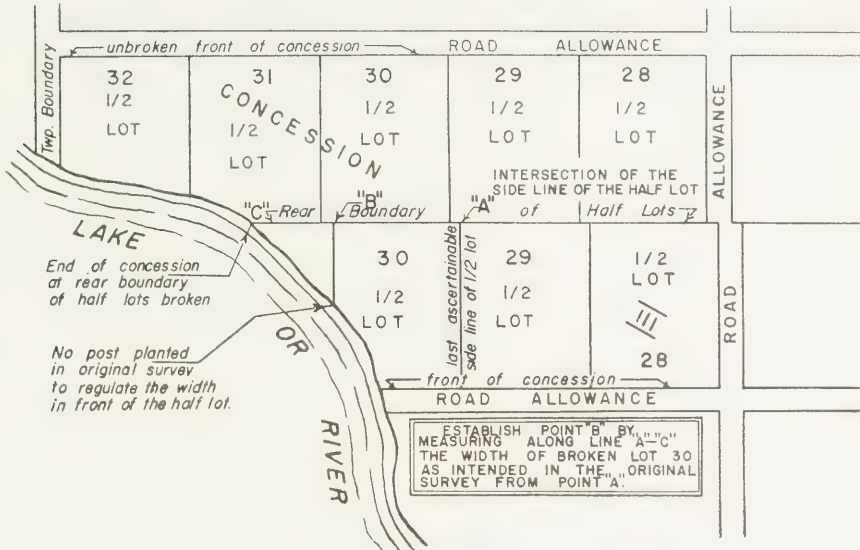 unbroken front of concession
ROAD ALLOWANCE
Twp. Boundary
32
1/2
LOT
31
1/2
LOT
30
1/2
LOT
29
1/2
LOT
28
1/2
LOT
CONCESSION
ALLOWANCE
INTERSECTION OF THE
SIDE LINE OF THE HALF LOT
"C" Rear "B" Boundary "A" of Half Lots
LAKE
OR
RIVER
End of concession
at rear boundary
of half lots broken
No post planted
in original survey
to regulate the width
in front of the half lot.
30
1/2
LOT
last ascertainable
side line of 1/2 lot
29
1/2
LOT
1/2
LOT
III
28
ROAD
front of concession
ROAD ALLOWANCE
ESTABLISH POINT "B" BY
MEASURING ALONG LINE "A-C"
THE WIDTH OF BROKEN LOT 30
AS INTENDED IN THE ORIGINAL
SURVEY FROM POINT "A".